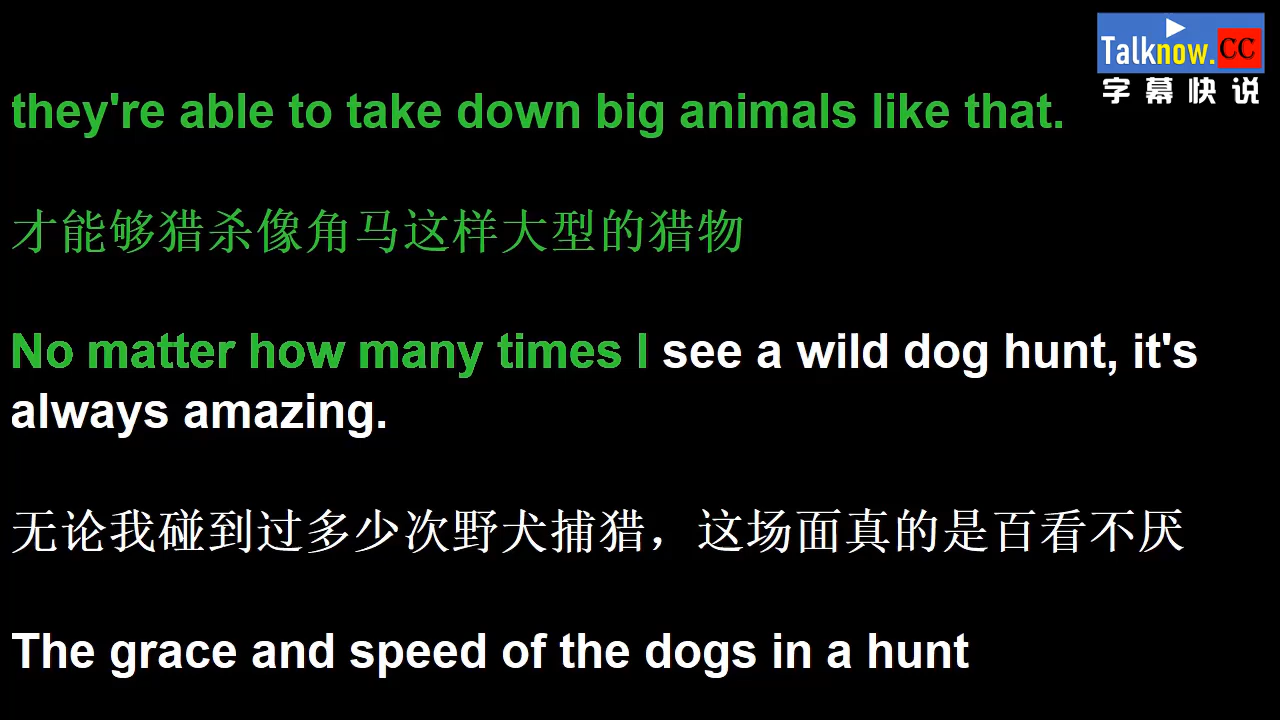 Talknow.CC
字幕快说
they're able to take down big animals like that.
才能够猎杀像角马这样大型的猎物
No matter how many times I see a wild dog hunt, it's
always amazing.
无论我碰到过多少次野犬捕猎，这场面真的是百看不厌
The grace and speed of the dogs in a hunt